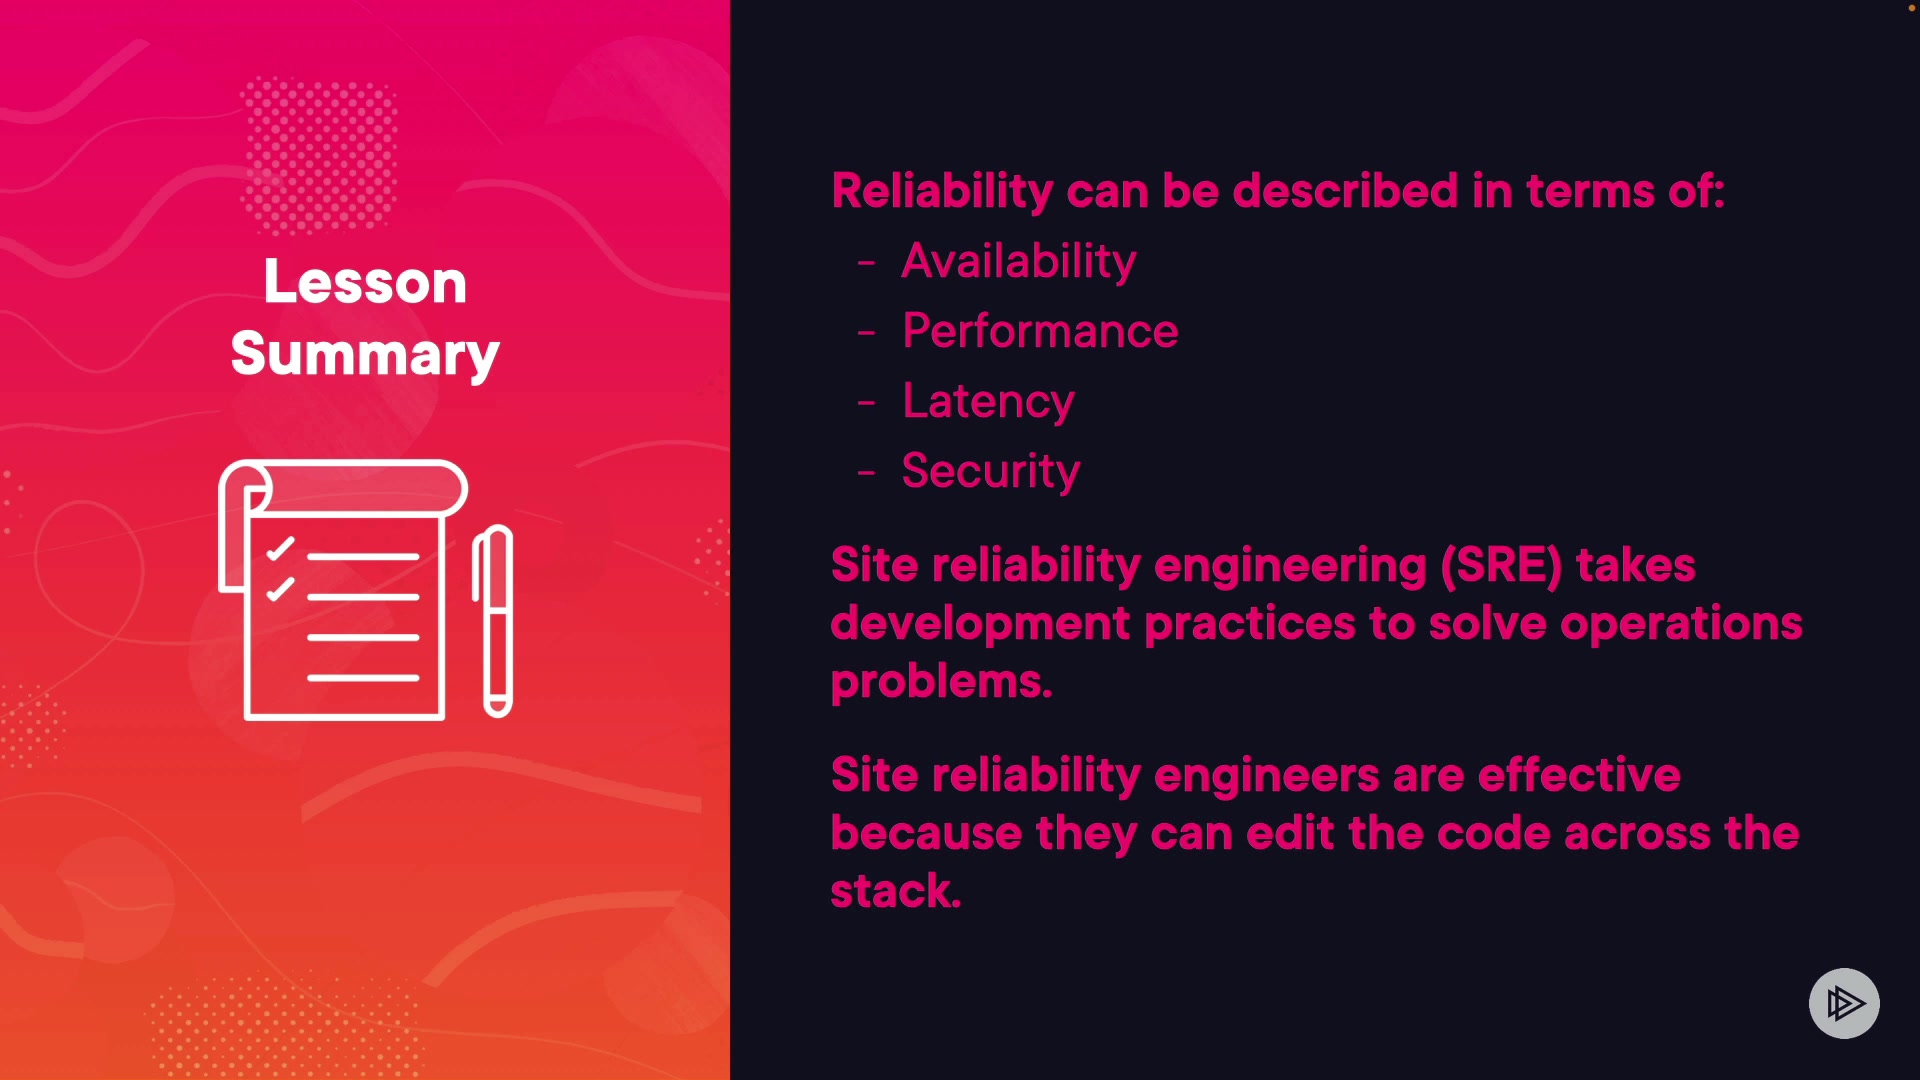 Lesson
Summary
Reliability can be described in terms of:
- Availability
- Performance
- Latency
- Security
Site reliability engineering (SRE) takes
development practices to solve operations
problems.
Site reliability engineers are effective
because they can edit the code across the
stack.